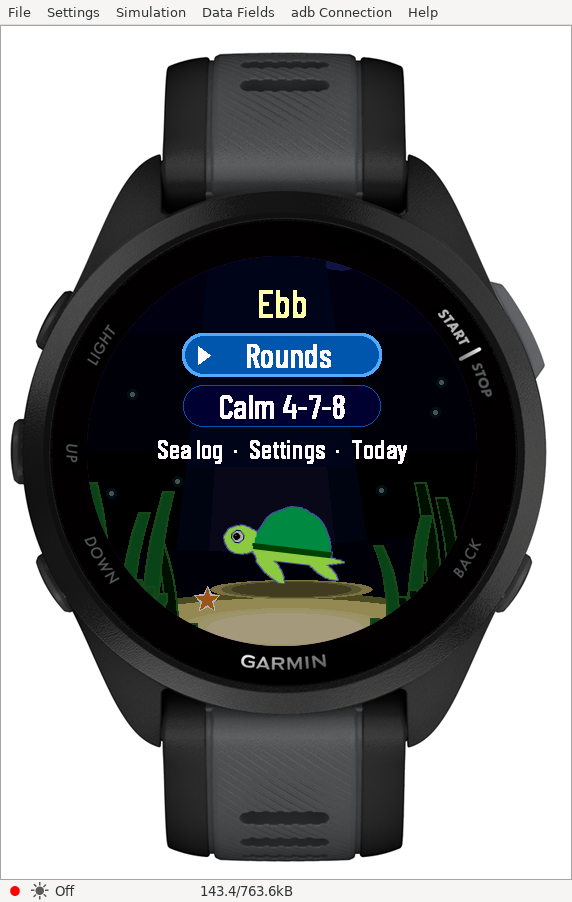 File Settings Simulation Data Fields adb Connection Help
Ebb
START
STOP
LIGHT
Rounds
Calm 4-7-8
UP
Sea log · Settings · Today
DOWN
BACK
GARMIN
Off 143.4/763.6kB